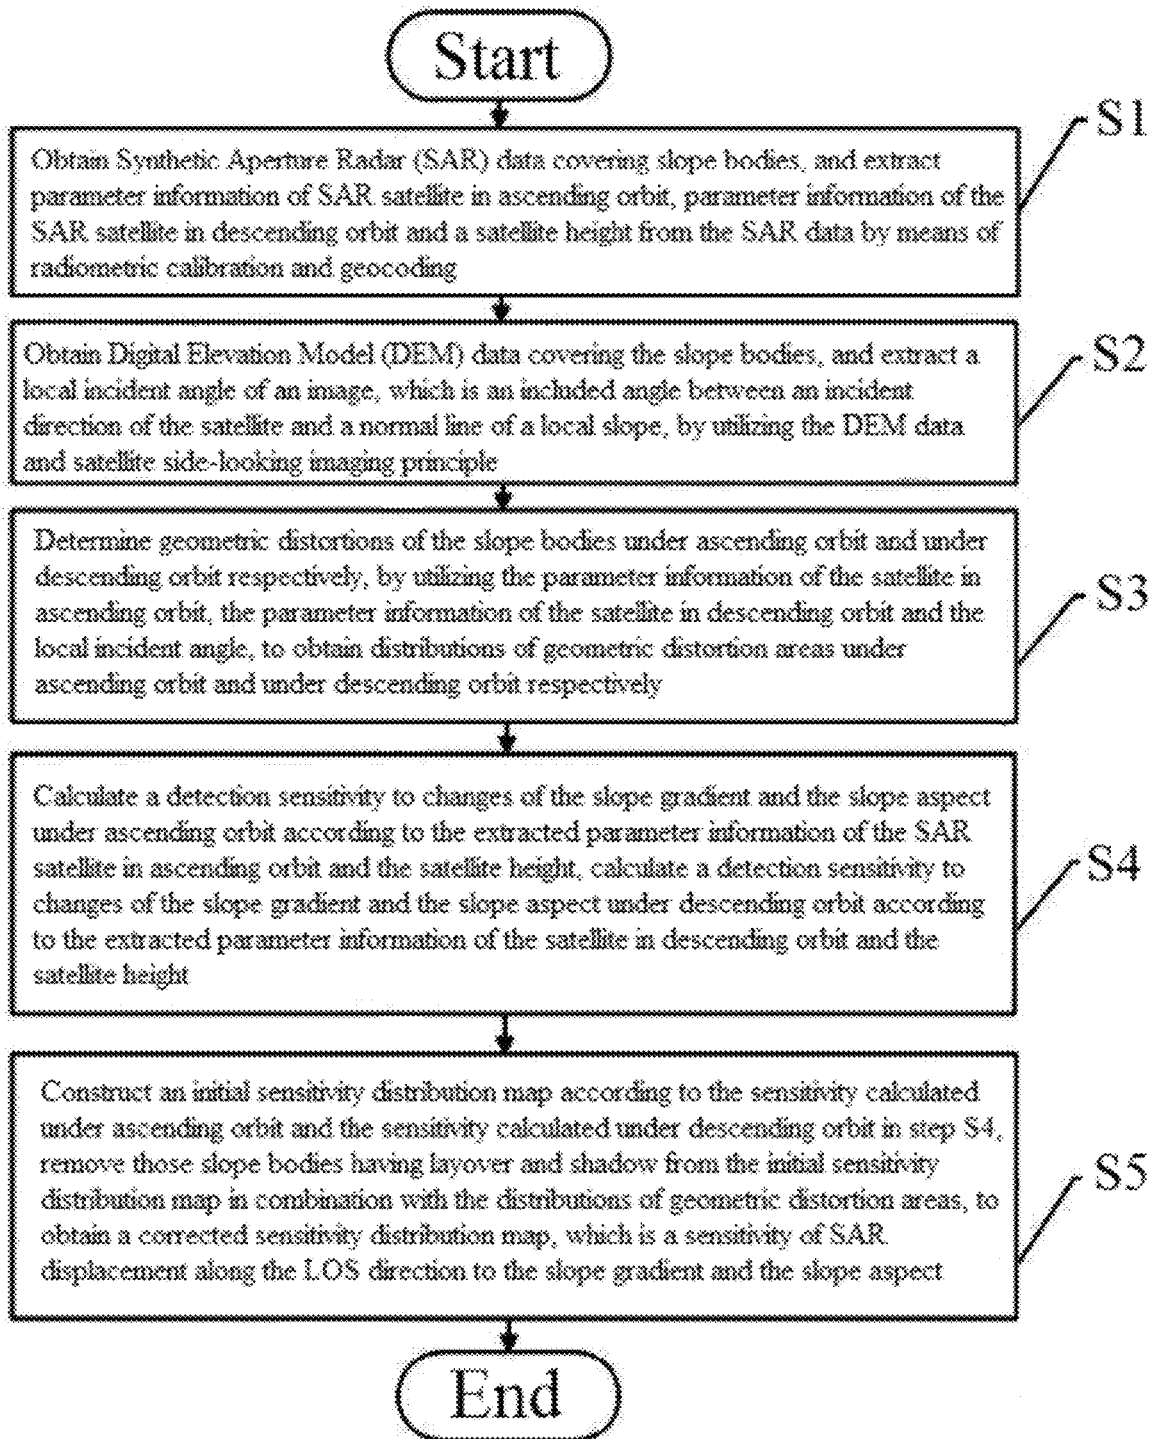 Start
S1
Obtain Synthetic Aperture Radar (SAR) data covering slope bodies, and extract
parameter information of SAR satellite in ascending orbit, parameter information of the
SAR satellite in descending orbit and a satellite height from the SAR data by means of
radiometric calibration and geocoding
S2
Obtain Digital Elevation Model (DEM) data covering the slope bodies, and extract a
local incident angle of an image, which is an included angle between an incident
direction of the satellite and a normal line of a local slope, by utilizing the DEM data
and satellite side-looking imaging principle
S3
Determine geometric distortions of the slope bodies under ascending orbit and under
descending orbit respectively, by utilizing the parameter information of the satellite in
ascending orbit, the parameter information of the satellite in descending orbit and the
local incident angle, to obtain distributions of geometric distortion areas under
ascending orbit and under descending orbit respectively
S4
Calculate a detection sensitivity to changes of the slope gradient and the slope aspect
under ascending orbit according to the extracted parameter information of the SAR
satellite in ascending orbit and the satellite height, calculate a detection sensitivity to
changes of the slope gradient and the slope aspect under descending orbit according
to the extracted parameter information of the satellite in descending orbit and the
satellite height
S5
Construct an initial sensitivity distribution map according to the sensitivity calculated
under ascending orbit and the sensitivity calculated under descending orbit in step S4,
remove those slope bodies having layover and shadow from the initial sensitivity
distribution map in combination with the distributions of geometric distortion areas, to
obtain a corrected sensitivity distribution map, which is a sensitivity of SAR
displacement along the LOS direction to the slope gradient and the slope aspect
End